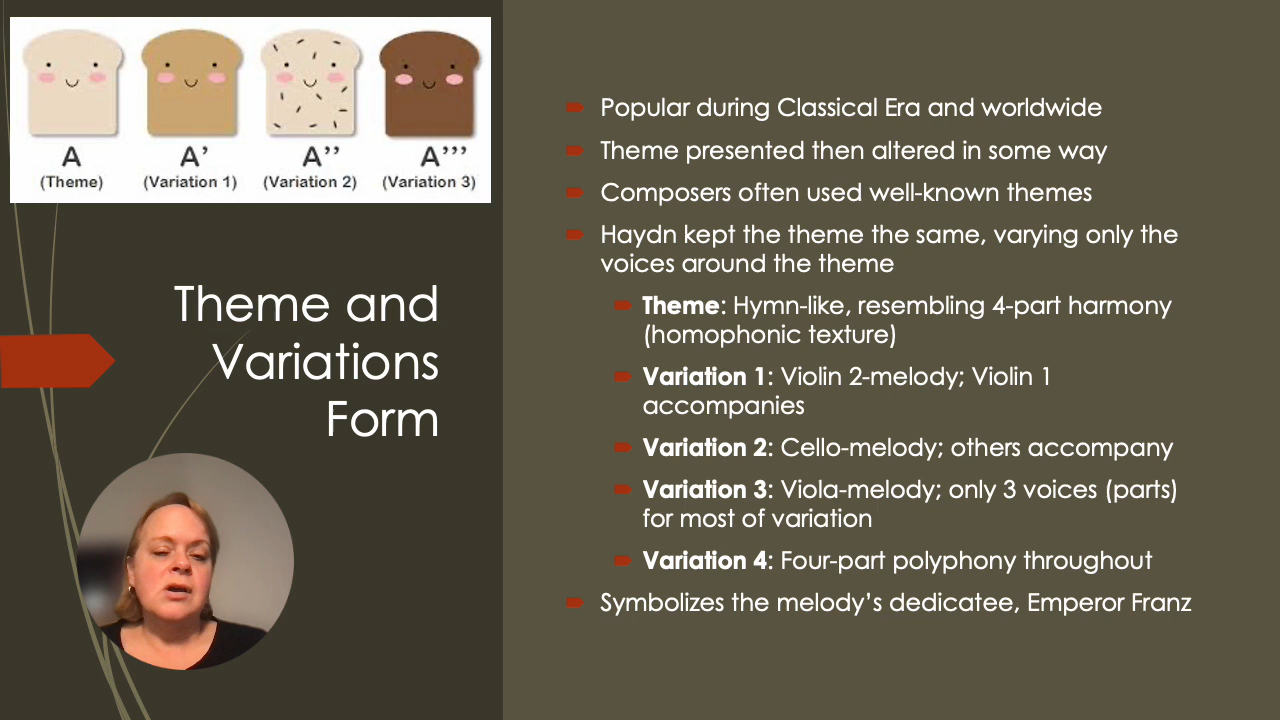 A
(Theme)
A’
(Variation 1)
A’’
(Variation 2)
A’’’
(Variation 3)
Theme and
Variations
Form
Popular during Classical Era and worldwide
Theme presented then altered in some way
Composers often used well-known themes
Haydn kept the theme the same, varying only the
voices around the theme
Theme: Hymn-like, resembling 4-part harmony
(homophonic texture)
Variation 1: Violin 2-melody; Violin 1
accompanies
Variation 2: Cello-melody; others accompany
Variation 3: Viola-melody; only 3 voices (parts)
for most of variation
Variation 4: Four-part polyphony throughout
Symbolizes the melody’s dedicatee, Emperor Franz